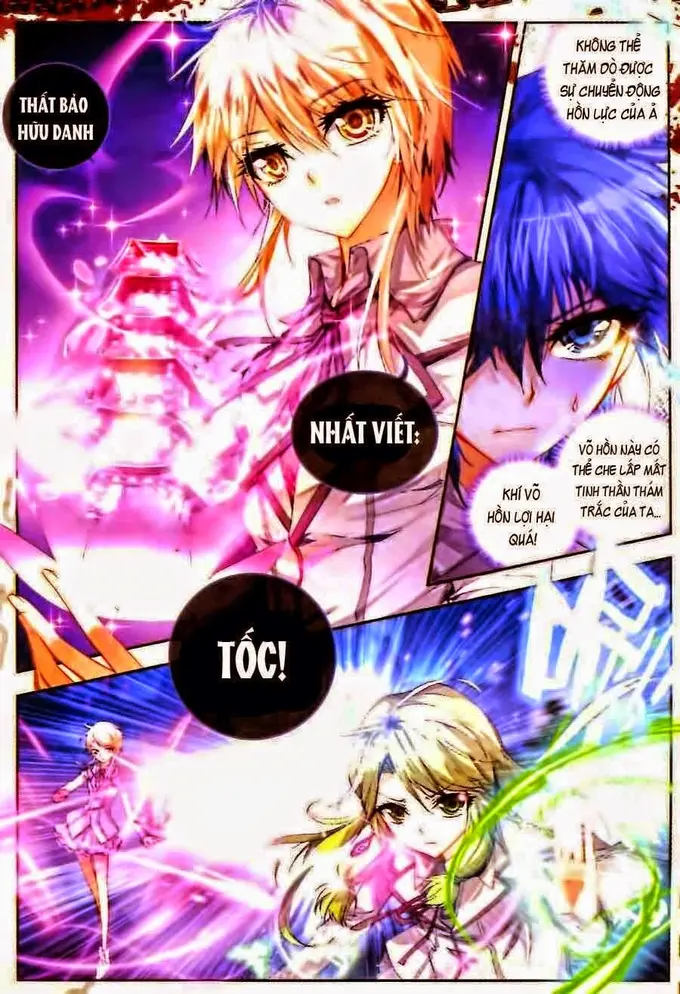 THẤT BẢO
HỮU DANH
KHÔNG THỂ
THĂM DÒ ĐƯỢC
SỰ CHUYỂN ĐỘNG
HỒN LỰC CỦA Ả
NHẤT VIẾT:
VÕ HỒN NÀY CÓ
THỂ CHE LẤP MẮT
TINH THẦN THÁM
TRẮC CỦA TA...
KHÍ VÕ
HỒN LỢI HẠI
QUÁ!
TỐC!